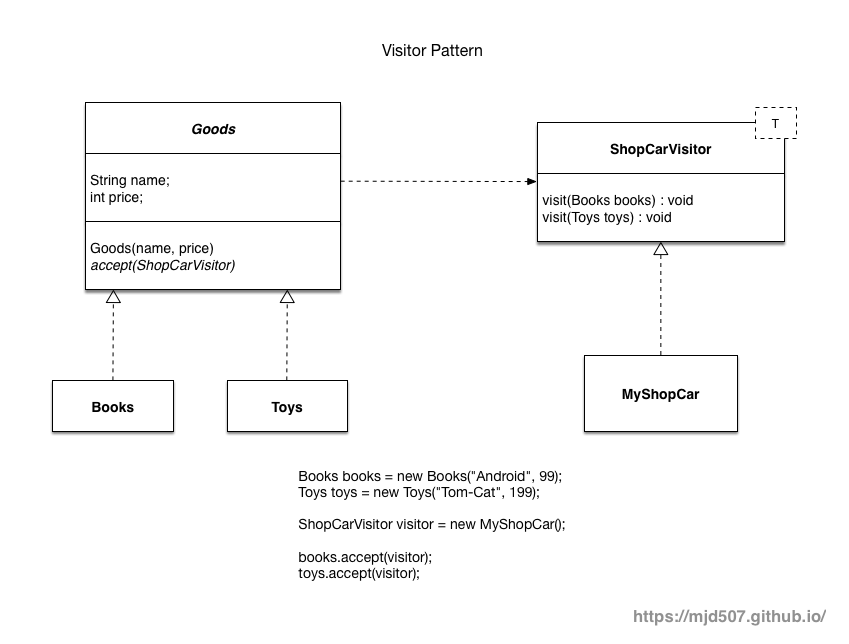 Visitor Pattern
Goods
String name;
int price;
Goods(name, price)
accept(ShopCarVisitor)
T
ShopCarVisitor
visit(Books books) : void
visit(Toys toys) : void
Books
Toys
MyShopCar
Books books = new Books("Android", 99);
Toys toys = new Toys("Tom-Cat", 199);
ShopCarVisitor visitor = new MyShopCar();
books.accept(visitor);
toys.accept(visitor);
https://mjd507.github.io/